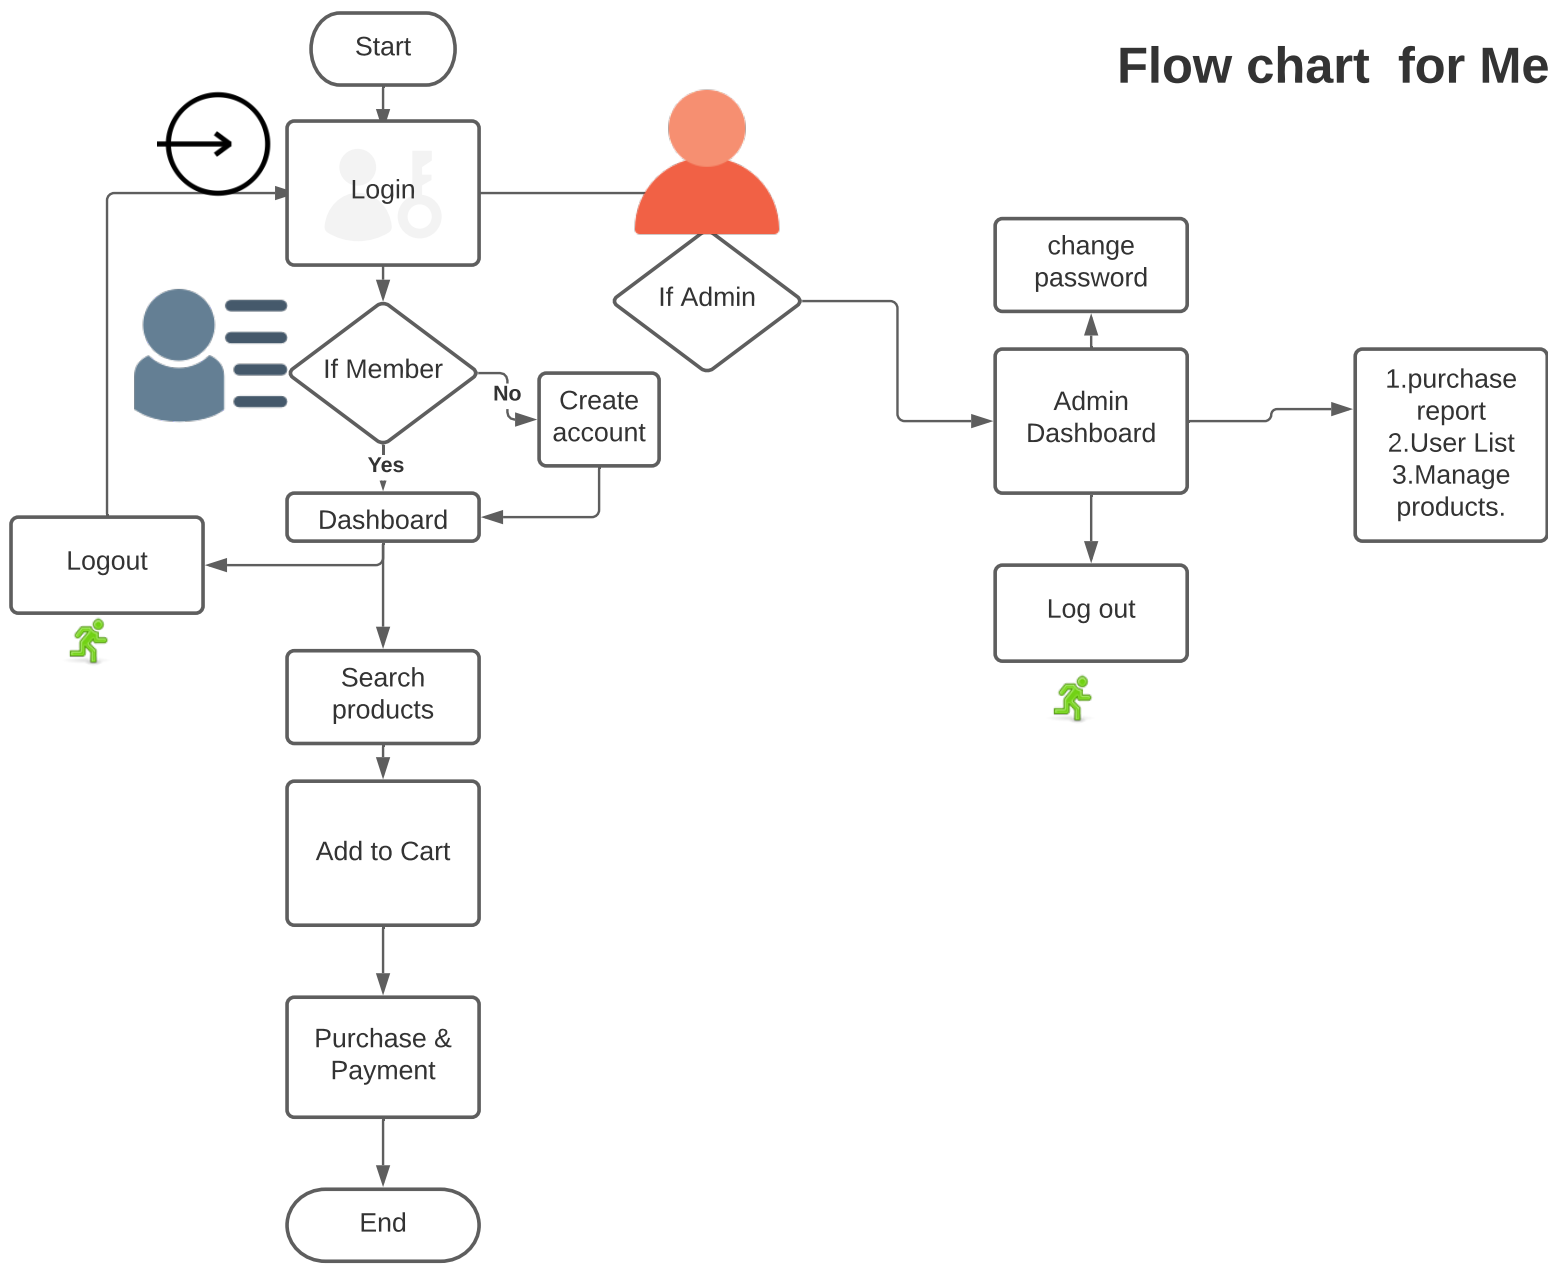 Start
Flow chart  for Me
Login
If Admin
change
password
If Member
No
Create
account
Admin
Dashboard
1.purchase
report
2.User List
3.Manage
products.
Yes
Dashboard
Logout
Log out
Search
products
Add to Cart
Purchase &
Payment
End